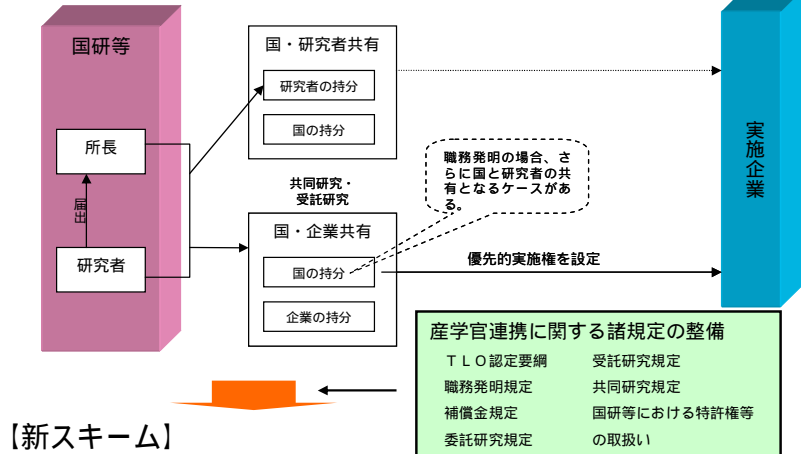 国研等
所長
届出
研究者
国・研究者共有
研究者の持分
国の持分
共同研究・
受託研究
国・企業共有
国の持分
企業の持分
職務発明の場合、さ
らに国と研究者の共
有となるケースがあ
る。
優先的実施権を設定
実施企業
産学官連携に関する諸規定の整備
ＴＬＯ認定要綱
職務発明規定
補償金規定
委託研究規定
受託研究規定
共同研究規定
国研等における特許権等
の取扱い
【新スキーム】